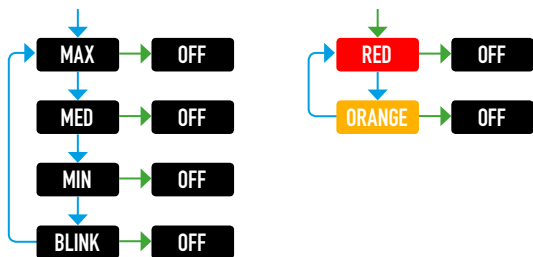 MAX OFF
MED OFF
MIN OFF
BLINK OFF
RED OFF
ORANGE OFF